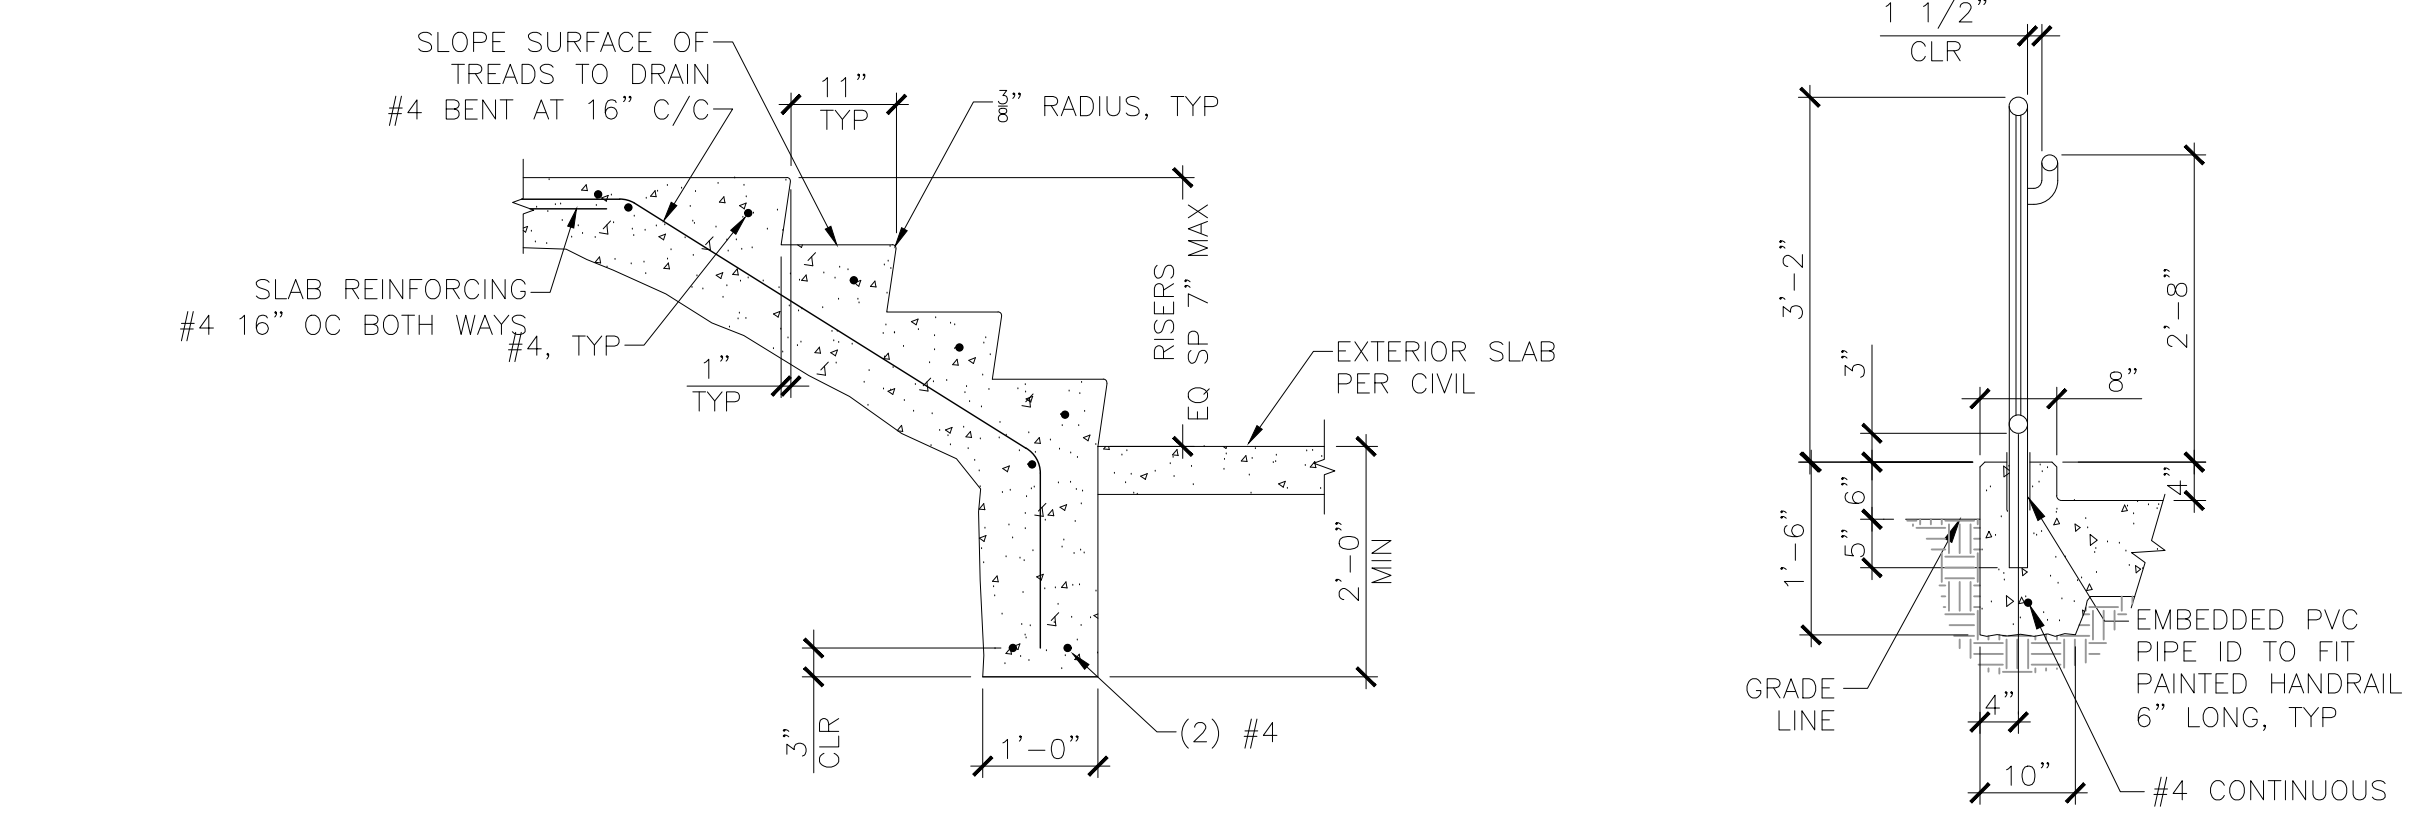 SLOPE SURFACE OF
TREADS TO DRAIN
#4 BENT AT 16" C/C
11"
TYP
3/8" RADIUS, TYP
SLAB REINFORCING
#4 16" OC BOTH WAYS
#4, TYP
1"
TYP
RISERS
EQ SP 7" MAX
EXTERIOR SLAB
PER CIVIL
2'-0"
MIN
3"
CLR
1'-0"
(2) #4
1 1/2"
CLR
3'-2"
2'-8"
3"
8"
6"
4"
5"
1'-6"
GRADE
LINE
4"
10"
EMBEDDED PVC
PIPE ID TO FIT
PAINTED HANDRAIL
6" LONG, TYP
#4 CONTINUOUS